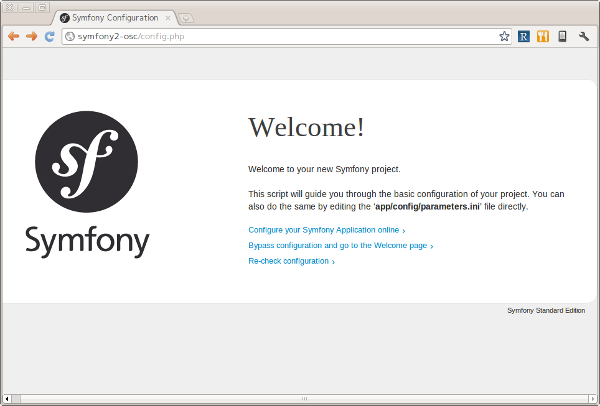 Symfony Configuration
symfony2-osc/config.php
R
sf
Symfony
Welcome!
Welcome to your new Symfony project.
This script will guide you through the basic configuration of your project. You can
also do the same by editing the 'app/config/parameters.ini' file directly.
Configure your Symfony Application online ›
Bypass configuration and go to the Welcome page ›
Re-check configuration ›
Symfony Standard Edition